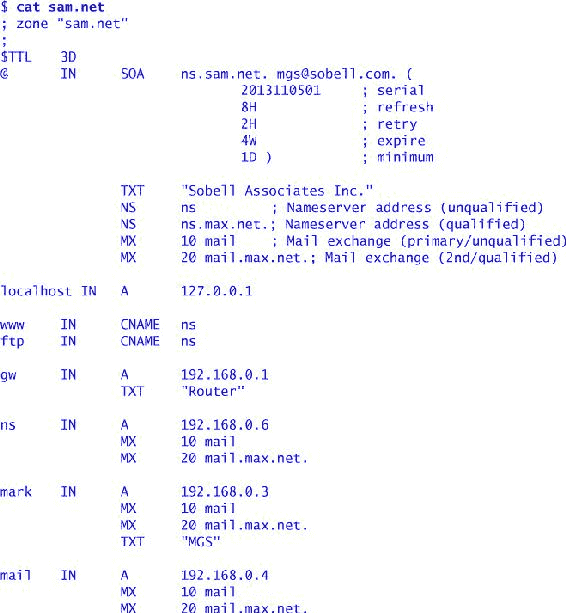 $ cat sam.net
; zone "sam.net"
;
$TTL    3D
@       IN      SOA     ns.sam.net. mgs@sobell.com. (
                                2013110501      ; serial
                                8H              ; refresh
                                2H              ; retry
                                4W              ; expire
                                1D )            ; minimum
                TXT     "Sobell Associates Inc."
                NS      ns          ; Nameserver address (unqualified)
                NS      ns.max.net.; Nameserver address (qualified)
                MX      10 mail     ; Mail exchange (primary/unqualified)
                MX      20 mail.max.net.; Mail exchange (2nd/qualified)
localhost IN    A       127.0.0.1
www     IN      CNAME   ns
ftp     IN      CNAME   ns
gw      IN      A       192.168.0.1
                TXT     "Router"
ns      IN      A       192.168.0.6
                MX      10 mail
                MX      20 mail.max.net.
mark    IN      A       192.168.0.3
                MX      10 mail
                MX      20 mail.max.net.
                TXT     "MGS"
mail    IN      A       192.168.0.4
                MX      10 mail
                MX      20 mail.max.net.